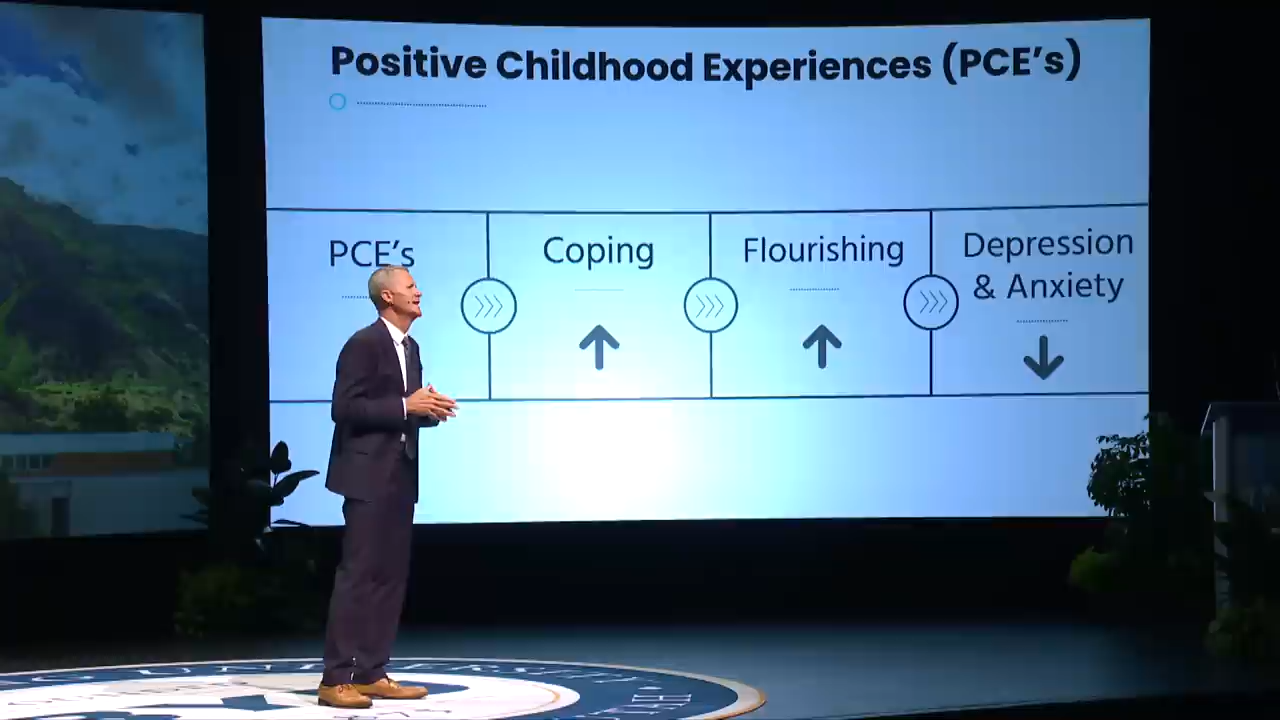 Positive Childhood Experiences (PCE’s)
PCE’s
Coping
Flourishing
Depression
& Anxiety